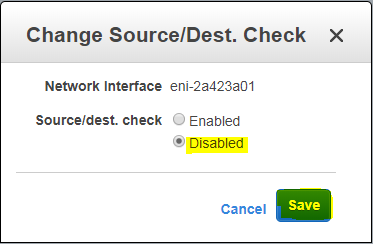 Change Source/Dest. Check ×
Network Interface eni-2a423a01
Source/dest. check Enabled
Disabled
Cancel Save